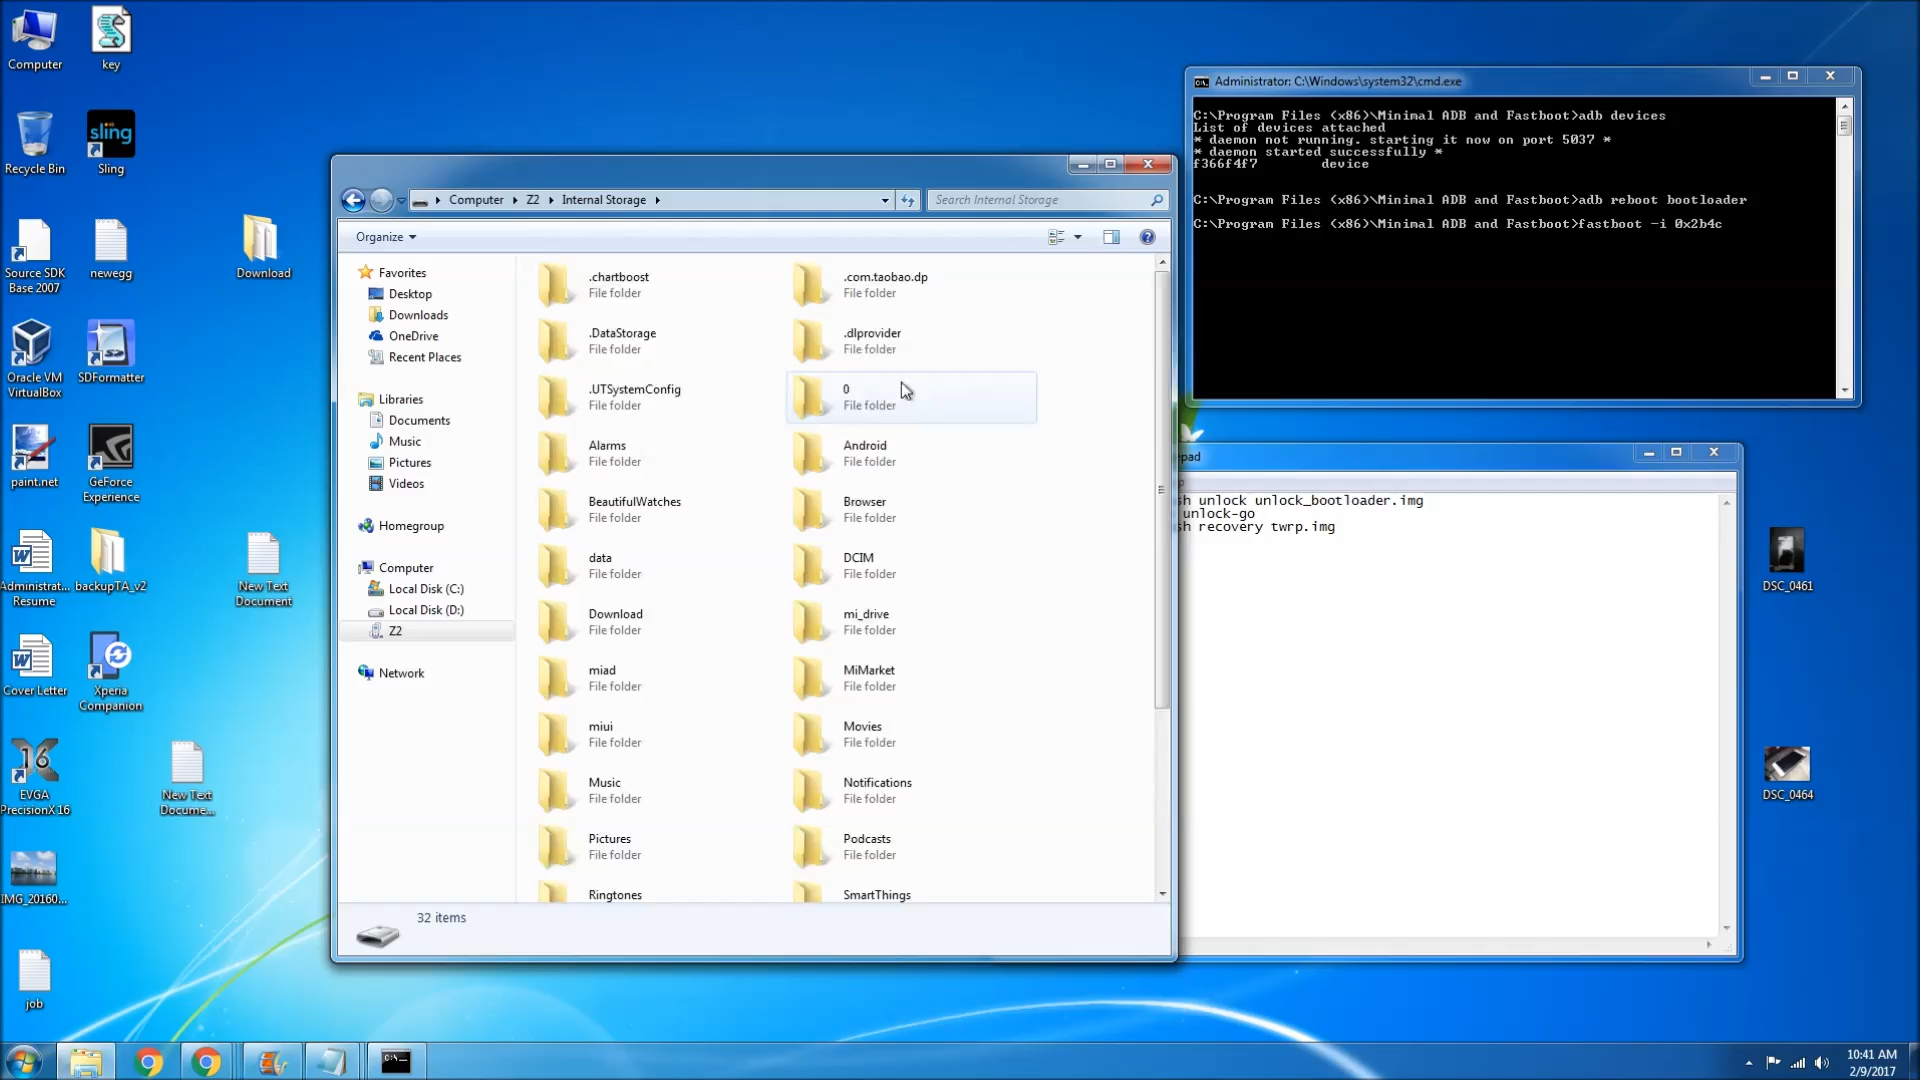 Computer
key
Recycle Bin
sling
Sling
Source SDK
Base 2007
newegg
Download
Oracle VM
VirtualBox
SDFormatter
paint.net
GeForce
Experience
Administrat...
Resume
backupTA_v2
New Text
Document
Cover Letter
Xperia
Companion
16
EVGA
PrecisionX 16
New Text
Docume...
IMG_20160...
job
Computer
Z2
Internal Storage
Search Internal Storage
Organize
Favorites
Desktop
Downloads
OneDrive
Recent Places
Libraries
Documents
Music
Pictures
Videos
Homegroup
Computer
Local Disk (C:)
Local Disk (D:)
Z2
Network
.chartboost
File folder
.com.taobao.dp
File folder
.DataStorage
File folder
.dlprovider
File folder
.UTSystemConfig
File folder
0
File folder
Alarms
File folder
Android
File folder
BeautifulWatches
File folder
Browser
File folder
data
File folder
DCIM
File folder
Download
File folder
mi_drive
File folder
miad
File folder
MiMarket
File folder
miui
File folder
Movies
File folder
Music
File folder
Notifications
File folder
Pictures
File folder
Podcasts
File folder
Ringtones
SmartThings
32 items
Administrator: C:\Windows\system32\cmd.exe
C:\Program Files (x86)\Minimal ADB and Fastboot>adb devices
List of devices attached
* daemon not running. starting it now on port 5037 *
* daemon started successfully *
f366f4f7 device
C:\Program Files (x86)\Minimal ADB and Fastboot>adb reboot bootloader
C:\Program Files (x86)\Minimal ADB and Fastboot>fastboot -i 0x2b4c
epad
sh unlock unlock_bootloader.img
unlock-go
sh recovery twrp.img
DSC_0461
DSC_0464
10:41 AM
2/9/2017